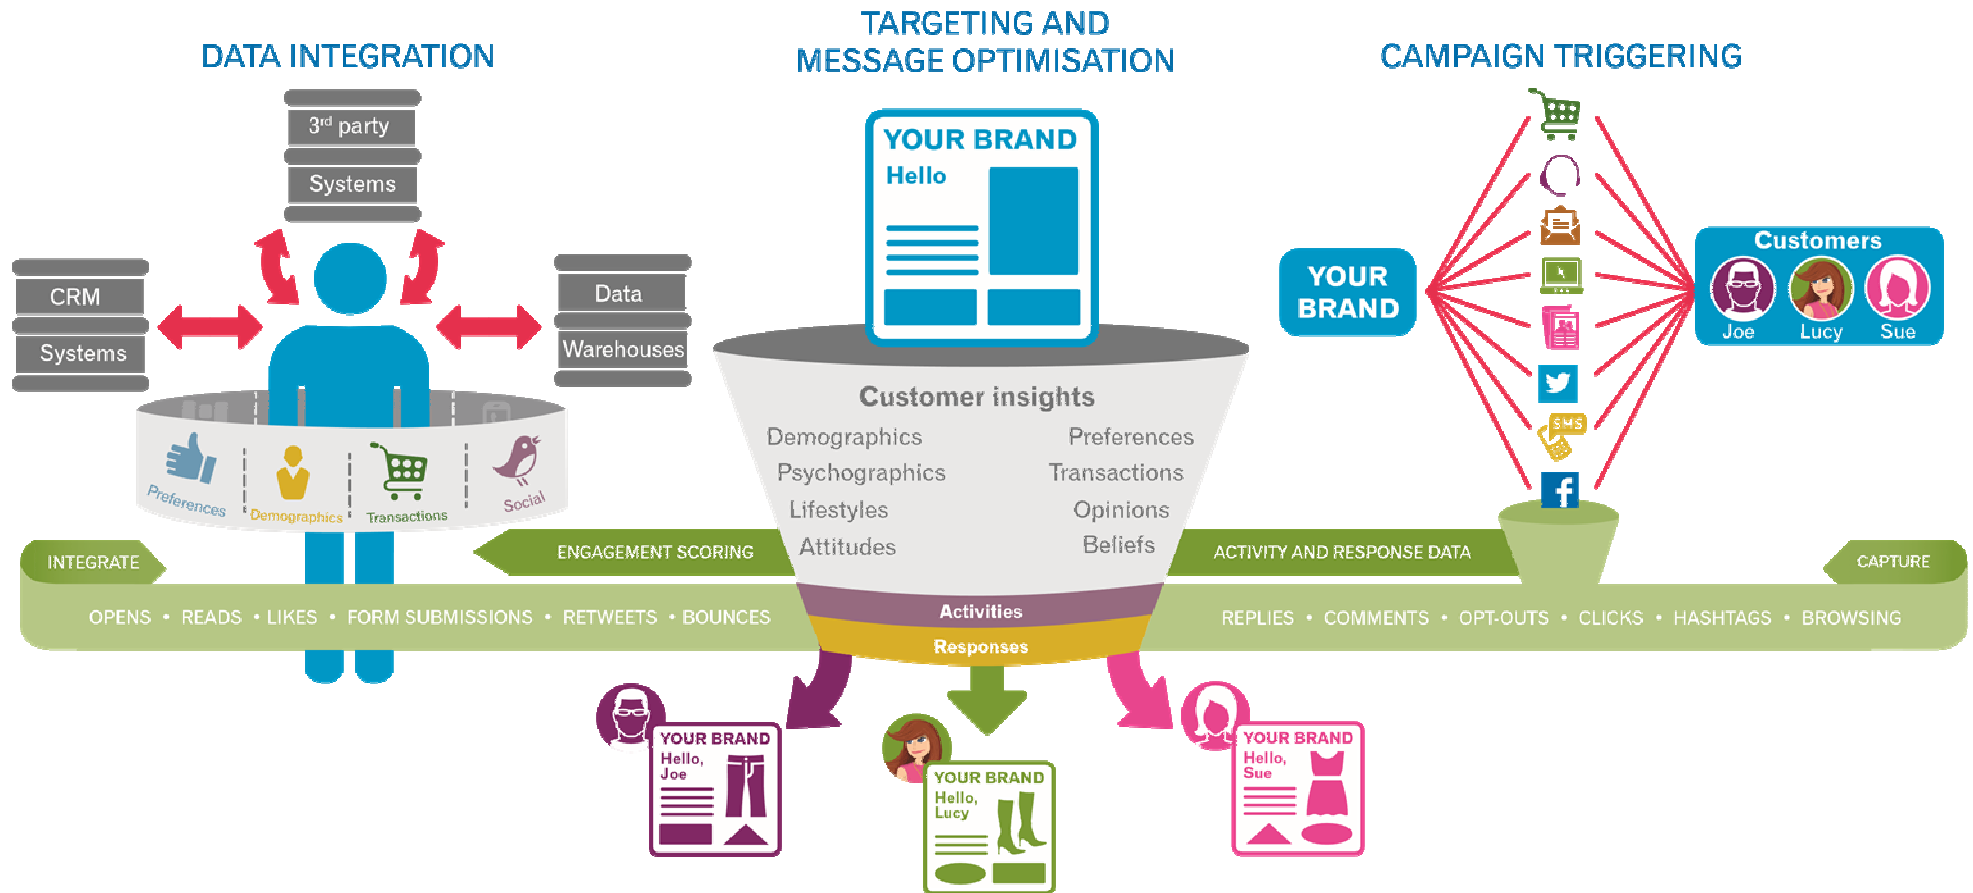 DATA INTEGRATION
3rd party
Systems
CRM
Systems
Data
Warehouses
Preferences
Demographics
Transactions
Social
TARGETING AND
MESSAGE OPTIMISATION
YOUR BRAND
Hello
Customer insights
Demographics
Preferences
Psychographics
Transactions
Lifestyles
Opinions
Attitudes
Beliefs
Activities
Responses
CAMPAIGN TRIGGERING
YOUR
BRAND
SMS
Customers
Joe
Lucy
Sue
INTEGRATE
ENGAGEMENT SCORING
ACTIVITY AND RESPONSE DATA
CAPTURE
OPENS • READS • LIKES • FORM SUBMISSIONS • RETWEETS • BOUNCES
REPLIES • COMMENTS • OPT-OUTS • CLICKS • HASHTAGS • BROWSING
YOUR BRAND
Hello,
Joe
YOUR BRAND
Hello,
Lucy
YOUR BRAND
Hello,
Sue